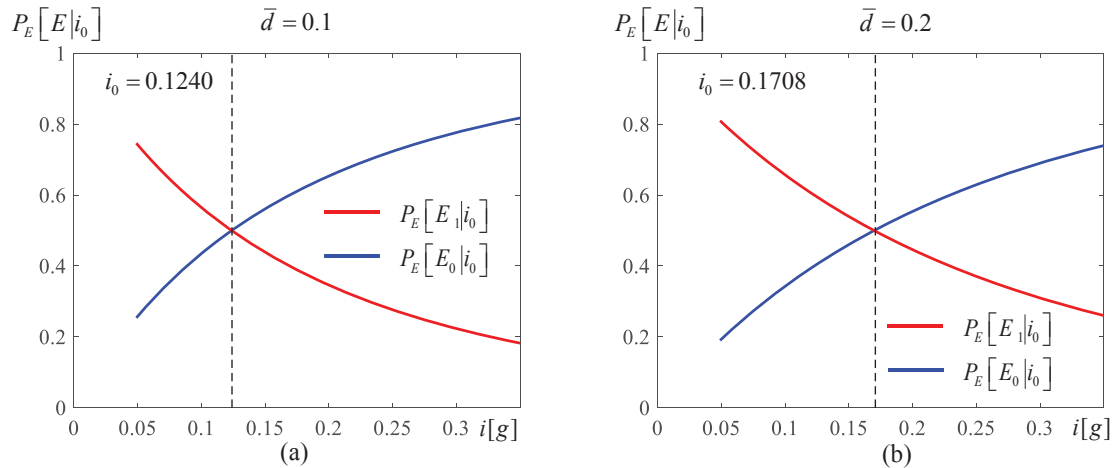 P_E[E|i_0]
d̅ = 0.1
i_0 = 0.1240
1
0.8
0.6
0.4
0.2
0
P_E[E_1|i_0]
P_E[E_0|i_0]
0 0.05 0.1 0.15 0.2 0.25 0.3 i[g]
(a)
P_E[E|i_0]
d̅ = 0.2
i_0 = 0.1708
1
0.8
0.6
0.4
0.2
0
P_E[E_1|i_0]
P_E[E_0|i_0]
0 0.05 0.1 0.15 0.2 0.25 0.3 i[g]
(b)